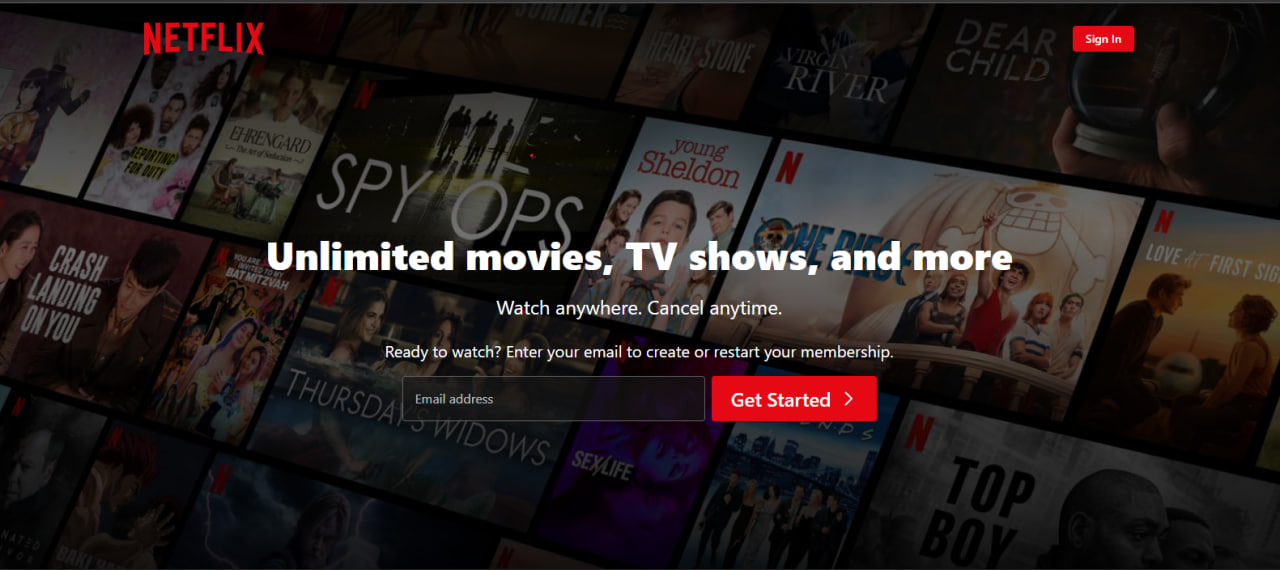 NETFLIX
Sign In
SUMMER
HEART STONE
VIRGIN
RIVER
DEAR
CHILD
REPORTING
FOR DUTY
EHRENGARD
The Art of Seduction
SPY OPS
young
Sheldon
ONE PIECE
LOVE AT FIRST SIG
CRASH
LANDING
ON YOU
YOU ARE SO
INVITED TO MY
BAT MITZVAH
Unlimited movies, TV shows, and more
Watch anywhere. Cancel anytime.
Ready to watch? Enter your email to create or restart your membership.
Email address
Get Started
THURSDAY'S WIDOWS
SEX/LIFE
TOP
BOY